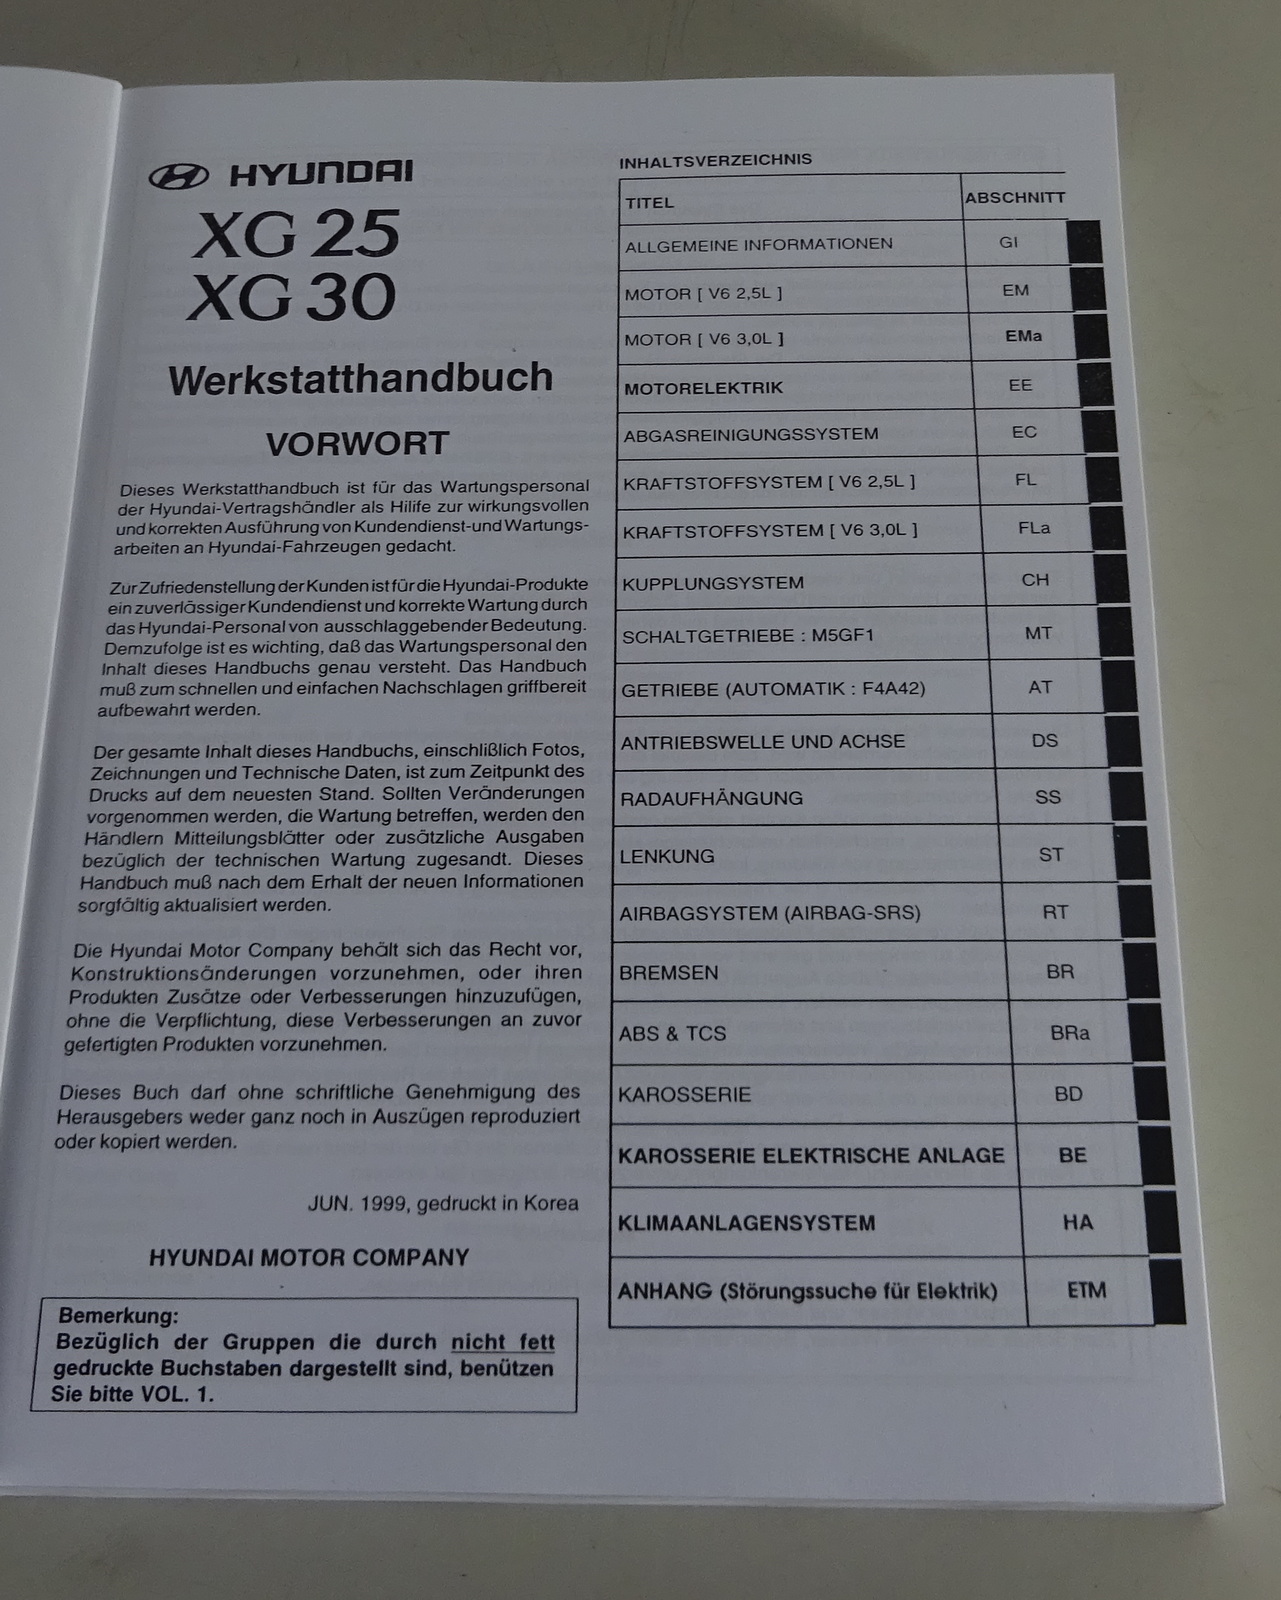 HYUNDAI
XG 25
XG 30
Werkstatthandbuch
VORWORT
Dieses Werkstatthandbuch ist für das Wartungspersonal
der Hyundai-Vertragshändler als Hilife zur wirkungsvollen
und korrekten Ausführung von Kundendienst-und Wartungs-
arbeiten an Hyundai-Fahrzeugen gedacht.
Zur Zufriedenstellung der Kunden ist für die Hyundai-Produkte
ein zuverlässiger Kundendienst und korrekte Wartung durch
das Hyundai-Personal von ausschlaggebender Bedeutung.
Demzufolge ist es wichting, daß das Wartungspersonal den
Inhalt dieses Handbuchs genau versteht. Das Handbuch
muß zum schnellen und einfachen Nachschlagen griffbereit
aufbewahrt werden.
Der gesamte Inhalt dieses Handbuchs, einschlißlich Fotos,
Zeichnungen und Technische Daten, ist zum Zeitpunkt des
Drucks auf dem neuesten Stand. Sollten Veränderungen
vorgenommen werden, die Wartung betreffen, werden den
Händlern Mitteilungsblätter oder zusätzliche Ausgaben
bezüglich der technischen Wartung zugesandt. Dieses
Handbuch muß nach dem Erhalt der neuen Informationen
sorgfältig aktualisiert werden.
Die Hyundai Motor Company behält sich das Recht vor,
Konstruktionsänderungen vorzunehmen, oder ihren
Produkten Zusätze oder Verbesserungen hinzuzufügen,
ohne die Verpflichtung, diese Verbesserungen an zuvor
gefertigten Produkten vorzunehmen.
Dieses Buch darf ohne schriftliche Genehmigung des
Herausgebers weder ganz noch in Auszügen reproduziert
oder kopiert werden.
JUN. 1999, gedruckt in Korea
HYUNDAI MOTOR COMPANY
Bemerkung:
Bezüglich der Gruppen die durch nicht fett
gedruckte Buchstaben dargestellt sind, benützen
Sie bitte VOL. 1.
INHALTSVERZEICHNIS
TITEL ABSCHNITT
ALLGEMEINE INFORMATIONEN GI
MOTOR [ V6 2,5L ] EM
MOTOR [ V6 3,0L ] EMa
MOTORELEKTRIK EE
ABGASREINIGUNGSSYSTEM EC
KRAFTSTOFFSYSTEM [ V6 2,5L ] FL
KRAFTSTOFFSYSTEM [ V6 3,0L ] FLa
KUPPLUNGSYSTEM CH
SCHALTGETRIEBE : M5GF1 MT
GETRIEBE (AUTOMATIK : F4A42) AT
ANTRIEBSWELLE UND ACHSE DS
RADAUFHÄNGUNG SS
LENKUNG ST
AIRBAGSYSTEM (AIRBAG-SRS) RT
BREMSEN BR
ABS & TCS BRa
KAROSSERIE BD
KAROSSERIE ELEKTRISCHE ANLAGE BE
KLIMAANLAGENSYSTEM HA
ANHANG (Störungssuche für Elektrik) ETM